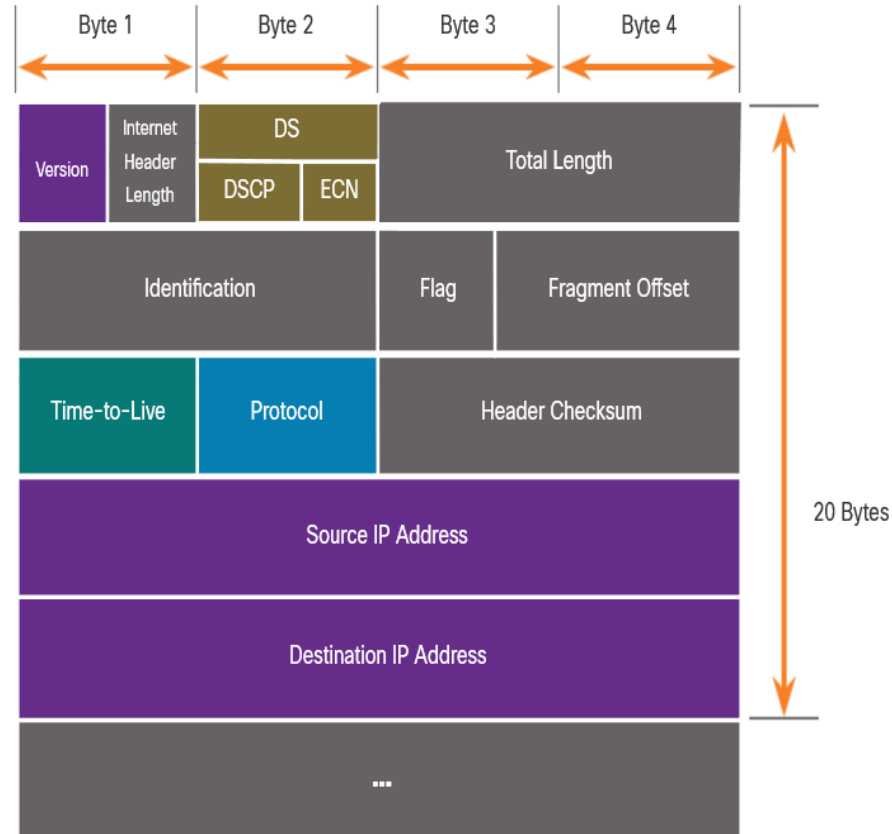 Byte 1 Byte 2 Byte 3 Byte 4
Version
Internet
Header
Length
DS
DSCP ECN
Total Length
Identification Flag Fragment Offset
Time-to-Live Protocol Header Checksum
Source IP Address
20 Bytes
Destination IP Address
...